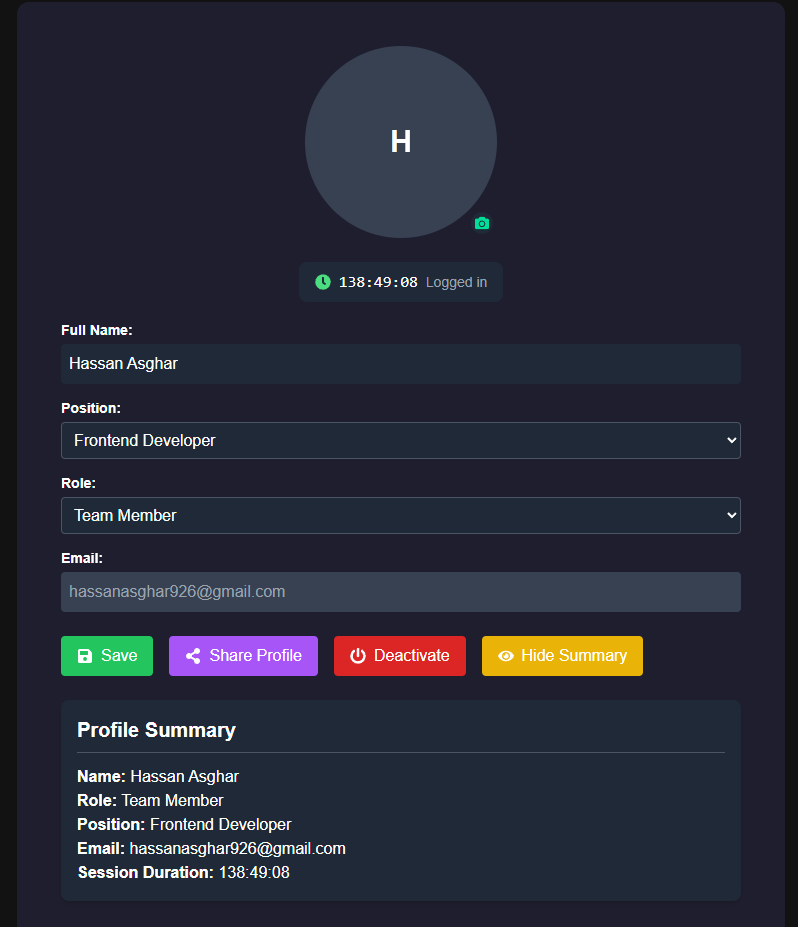 H
138:49:08 Logged in
Full Name:
Hassan Asghar
Position:
Frontend Developer
Role:
Team Member
Email:
hassanasghar926@gmail.com
Save Share Profile Deactivate Hide Summary
Profile Summary
Name: Hassan Asghar
Role: Team Member
Position: Frontend Developer
Email: hassanasghar926@gmail.com
Session Duration: 138:49:08